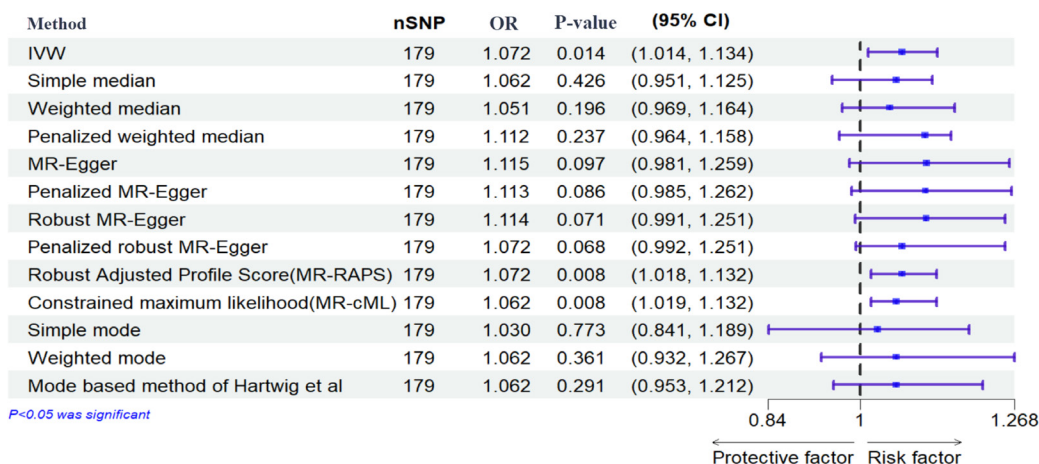 Method nSNP OR P-value (95% CI)
IVW 179 1.072 0.014 (1.014, 1.134)
Simple median 179 1.062 0.426 (0.951, 1.125)
Weighted median 179 1.051 0.196 (0.969, 1.164)
Penalized weighted median 179 1.112 0.237 (0.964, 1.158)
MR-Egger 179 1.115 0.097 (0.981, 1.259)
Penalized MR-Egger 179 1.113 0.086 (0.985, 1.262)
Robust MR-Egger 179 1.114 0.071 (0.991, 1.251)
Penalized robust MR-Egger 179 1.072 0.068 (0.992, 1.251)
Robust Adjusted Profile Score(MR-RAPS) 179 1.072 0.008 (1.018, 1.132)
Constrained maximum likelihood(MR-cML) 179 1.062 0.008 (1.019, 1.132)
Simple mode 179 1.030 0.773 (0.841, 1.189)
Weighted mode 179 1.062 0.361 (0.932, 1.267)
Mode based method of Hartwig et al 179 1.062 0.291 (0.953, 1.212)
P<0.05 was significant
0.84 1 1.268
Protective factor Risk factor